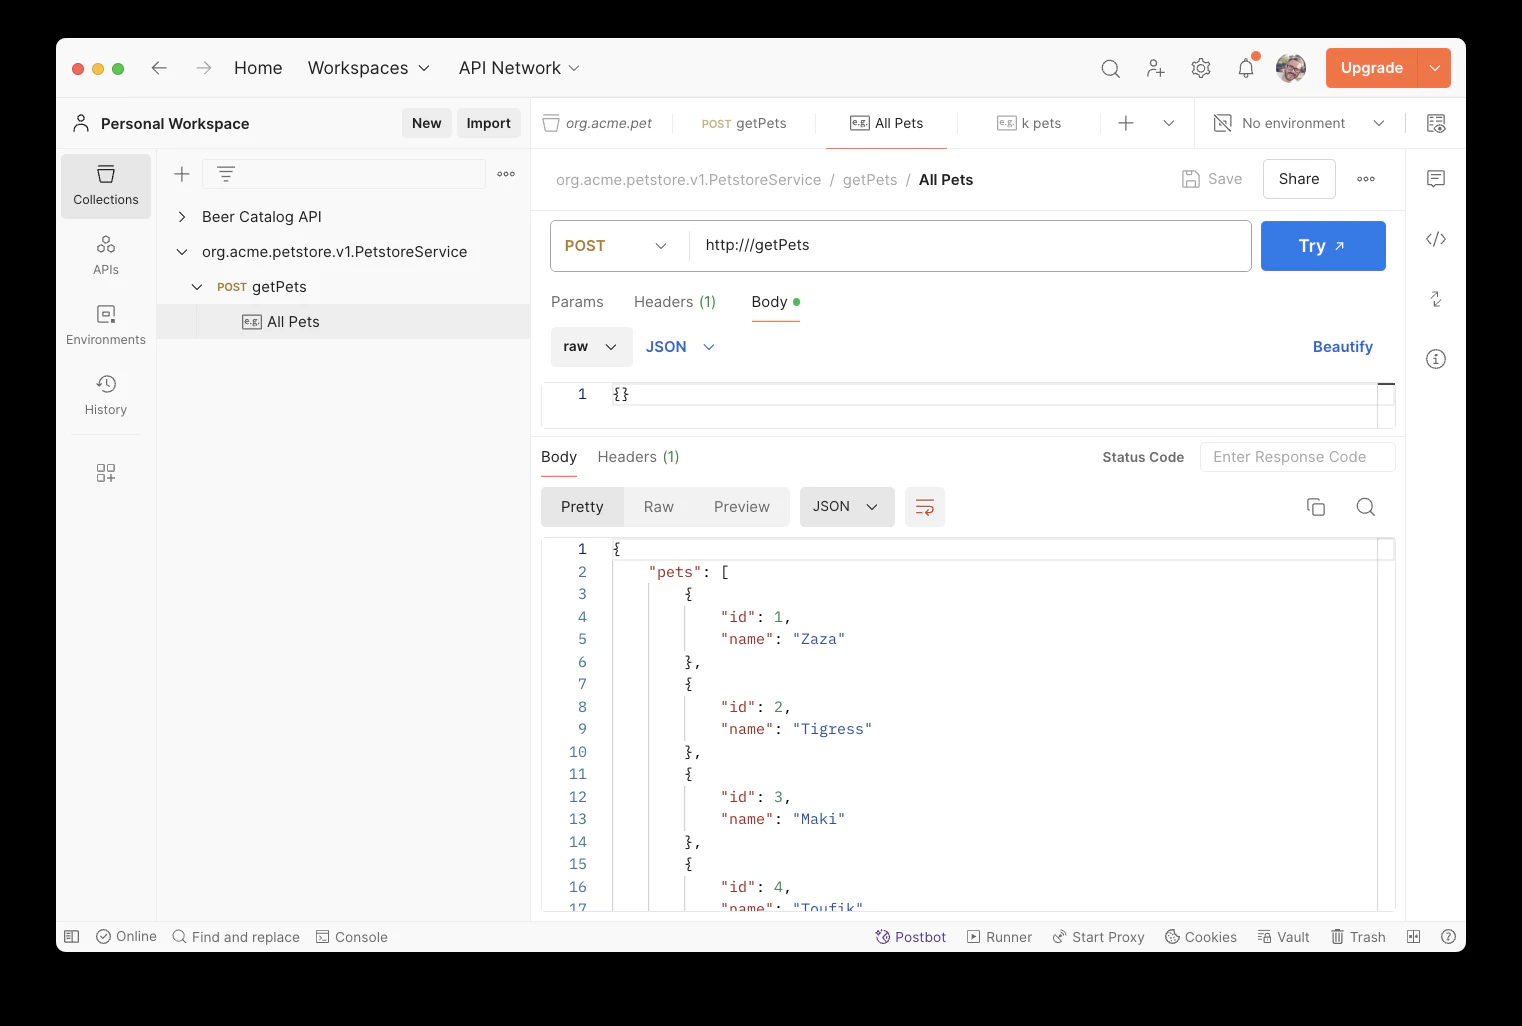 Home Workspaces API Network Upgrade
Personal Workspace New Import org.acme.pet POST getPets e.g. All Pets e.g. k pets No environment
Collections
APIs
Environments
History
Beer Catalog API
org.acme.petstore.v1.PetstoreService
POST getPets
e.g. All Pets
org.acme.petstore.v1.PetstoreService / getPets / All Pets Save Share
POST http:///getPets Try
Params Headers (1) Body
raw JSON Beautify
1 {}
Body Headers (1) Status Code Enter Response Code
Pretty Raw Preview JSON
1 {
2 "pets": [
3 {
4 "id": 1,
5 "name": "Zaza"
6 },
7 {
8 "id": 2,
9 "name": "Tigress"
10 },
11 {
12 "id": 3,
13 "name": "Maki"
14 },
15 {
16 "id": 4,
17 "name": "Toufik"
Online Find and replace Console Postbot Runner Start Proxy Cookies Vault Trash